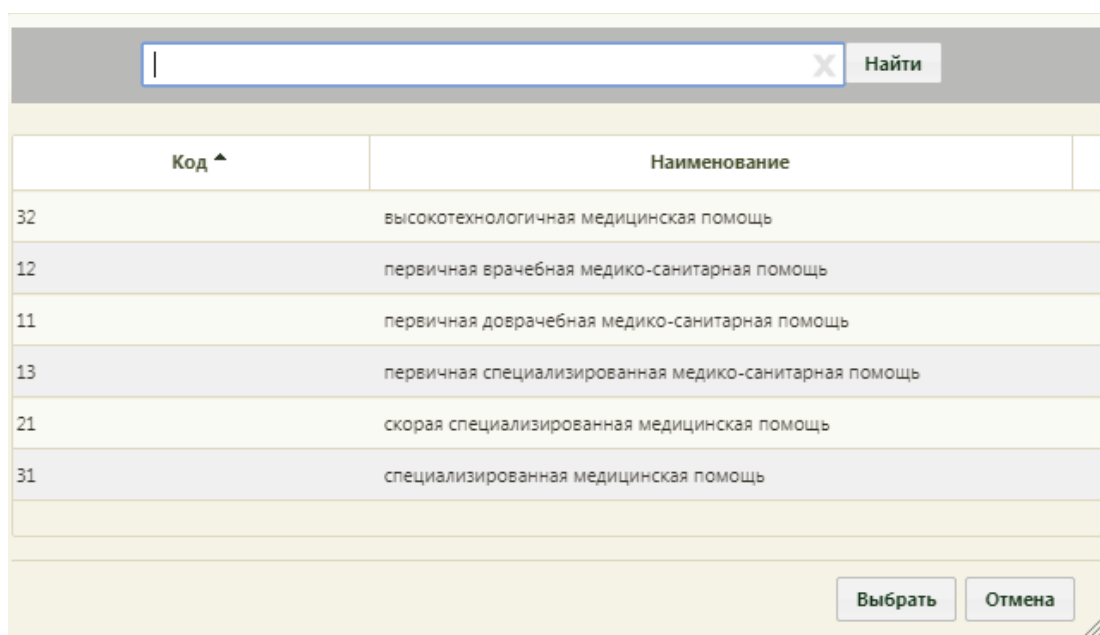 Найти
Код Наименование
32 высокотехнологичная медицинская помощь
12 первичная врачебная медико-санитарная помощь
11 первичная доврачебная медико-санитарная помощь
13 первичная специализированная медико-санитарная помощь
21 скорая специализированная медицинская помощь
31 специализированная медицинская помощь
Выбрать Отмена